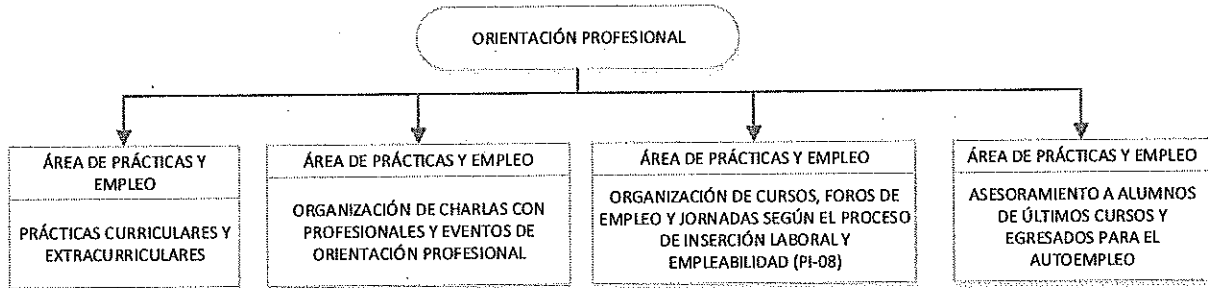 ORIENTACIÓN PROFESIONAL
ÁREA DE PRÁCTICAS Y
EMPLEO
PRÁCTICAS CURRICULARES Y
EXTRACURRICULARES
ÁREA DE PRÁCTICAS Y EMPLEO
ORGANIZACIÓN DE CHARLAS CON
PROFESIONALES Y EVENTOS DE
ORIENTACIÓN PROFESIONAL
ÁREA DE PRÁCTICAS Y EMPLEO
ORGANIZACIÓN DE CURSOS, FOROS DE
EMPLEO Y JORNADAS SEGÚN EL PROCESO
DE INSERCIÓN LABORAL Y
EMPLEABILIDAD (PI-08)
ÁREA DE PRÁCTICAS Y EMPLEO
ASESORAMIENTO A ALUMNOS
DE ÚLTIMOS CURSOS Y
EGRESADOS PARA EL
AUTOEMPLEO